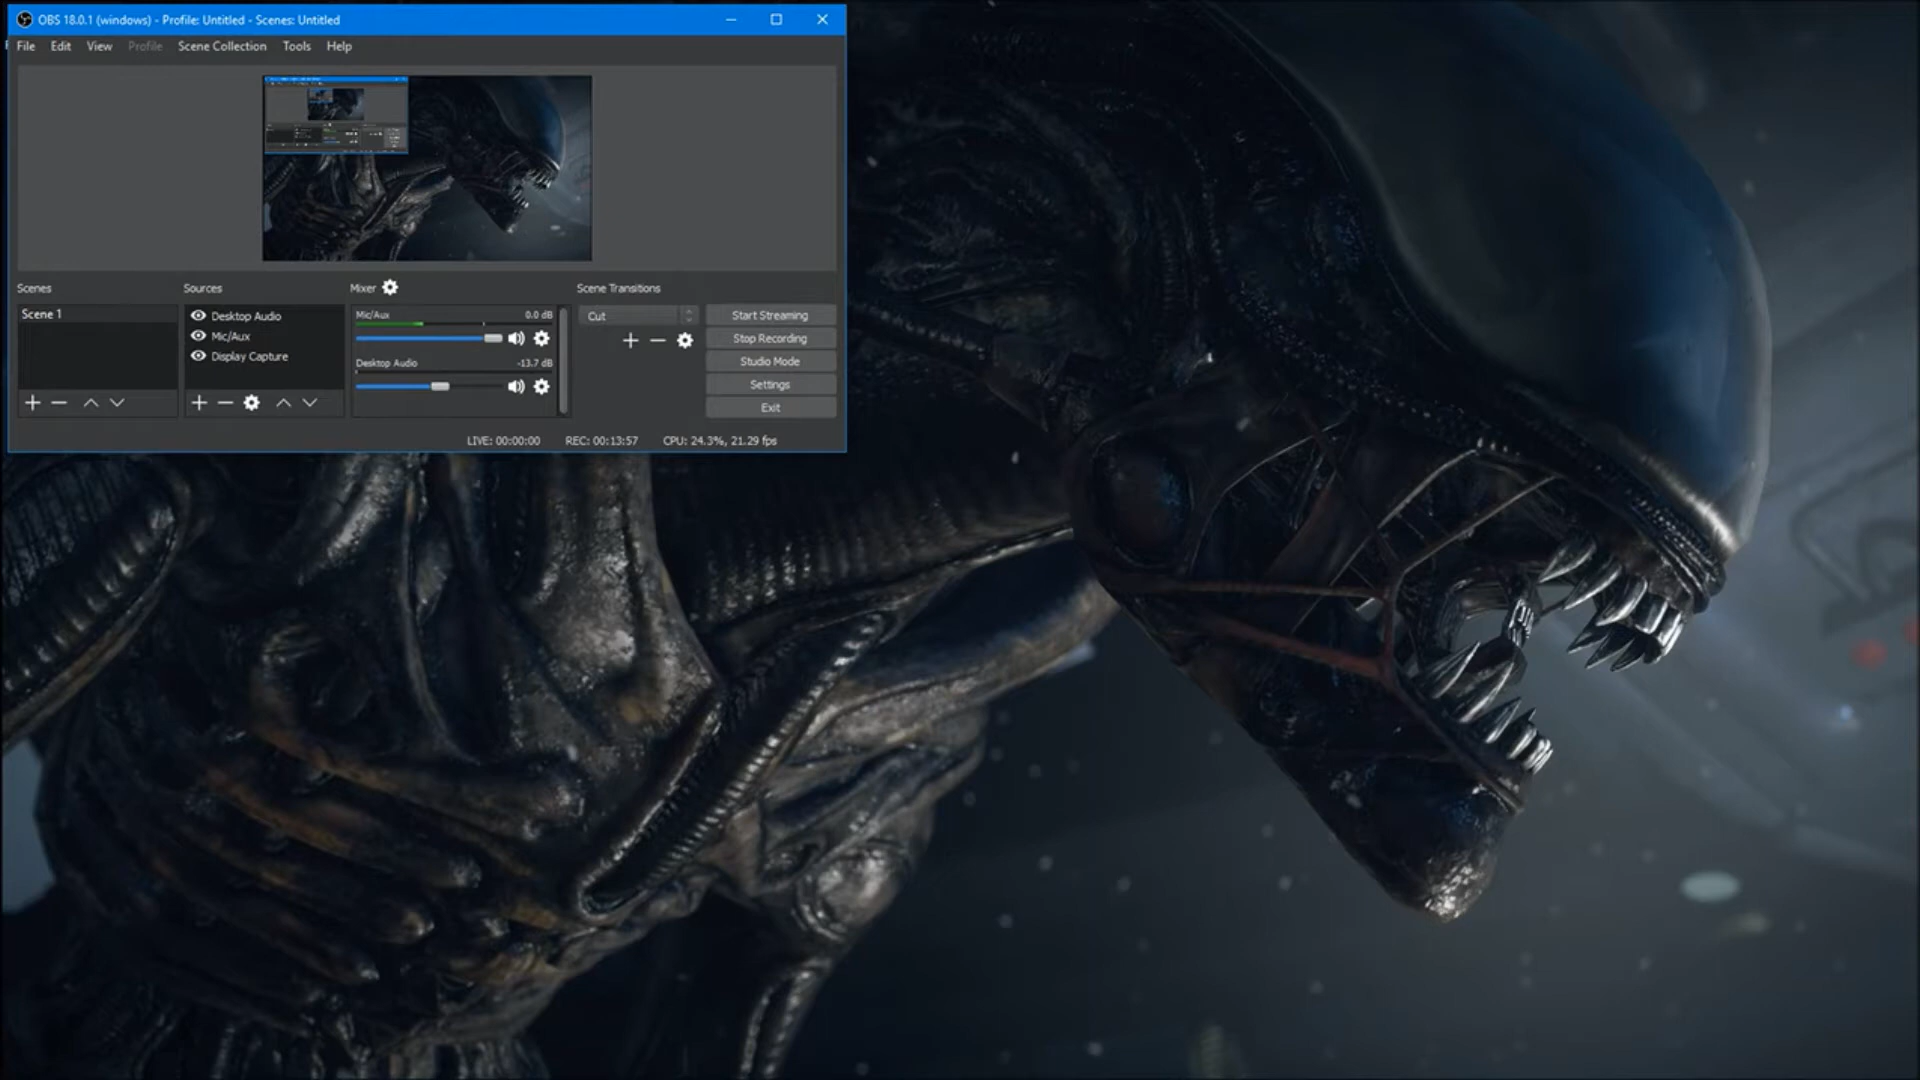 OBS 18.0.1 (windows) - Profile: Untitled - Scenes: Untitled
File Edit View Profile Scene Collection Tools Help
Scenes
Scene 1
Sources
Desktop Audio
Mic/Aux
Display Capture
Mixer
Mic/Aux 0.0 dB
Desktop Audio -13.7 dB
Scene Transitions
Cut
Start Streaming
Stop Recording
Studio Mode
Settings
Exit
LIVE: 00:00:00 REC: 00:13:57 CPU: 24.3%, 21.29 fps